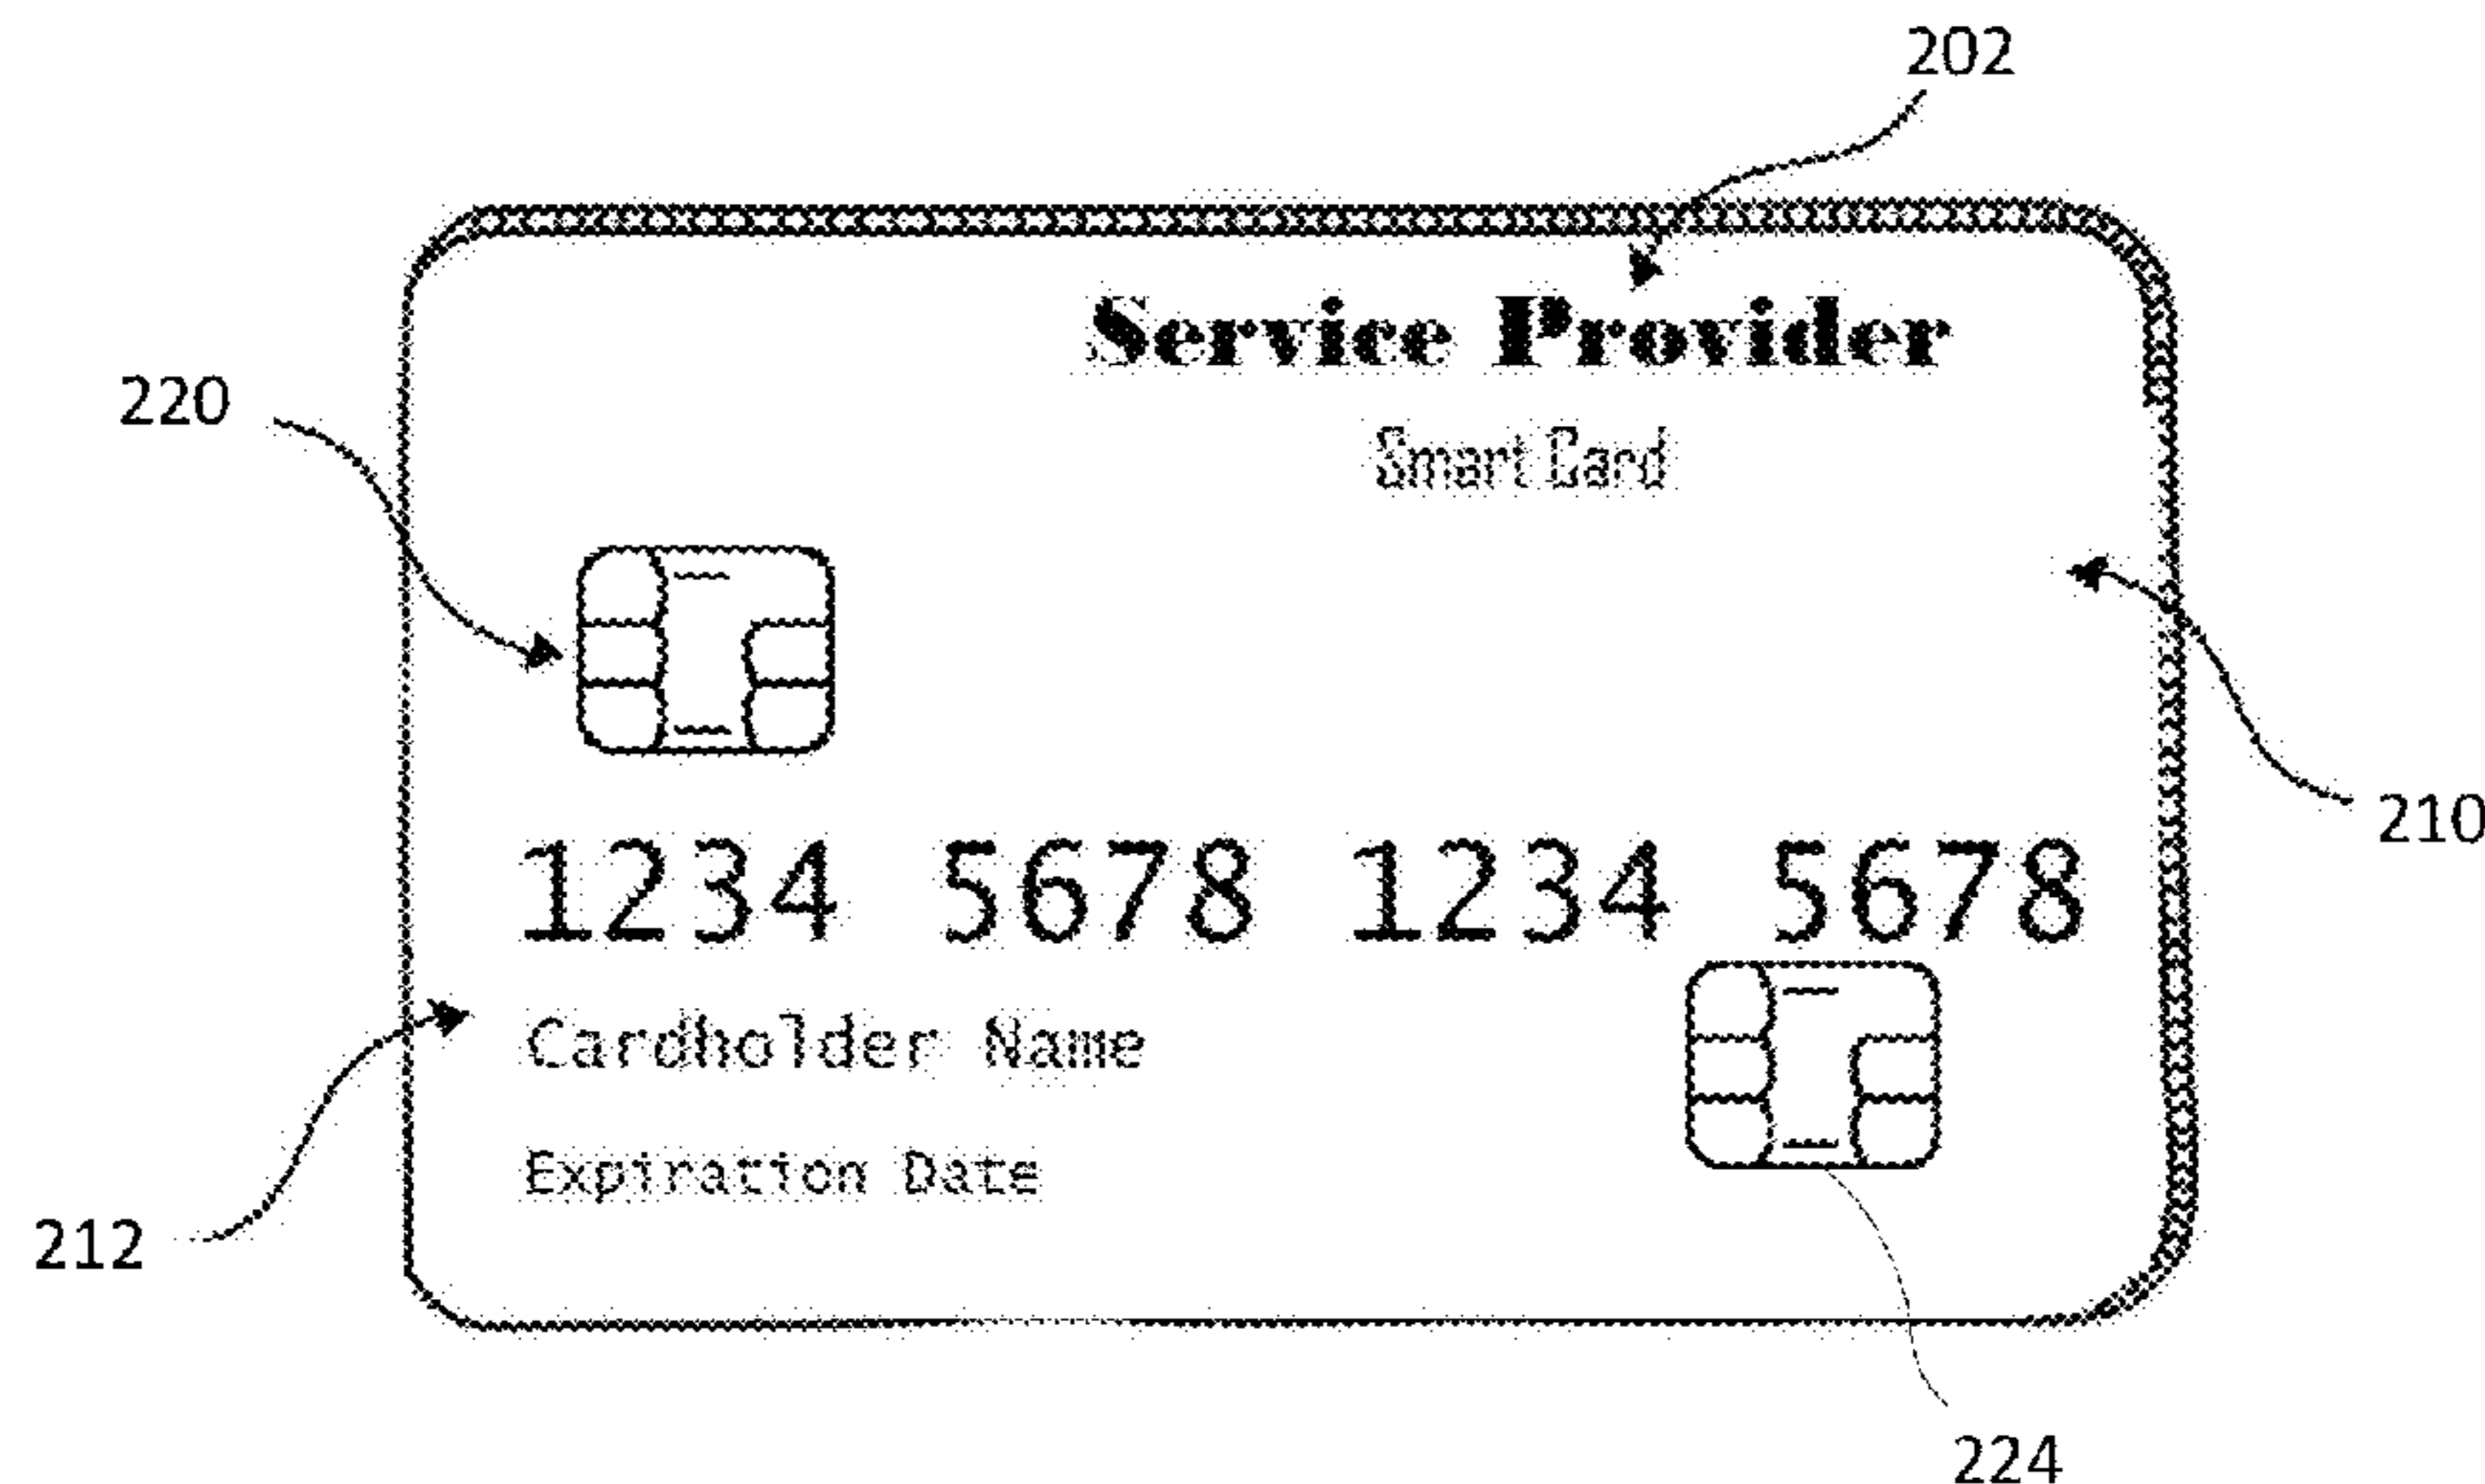 202
Service Provider
220
Smart Card
210
1234 5678 1234 5678
Cardholder Name
Expiration Date
212
224